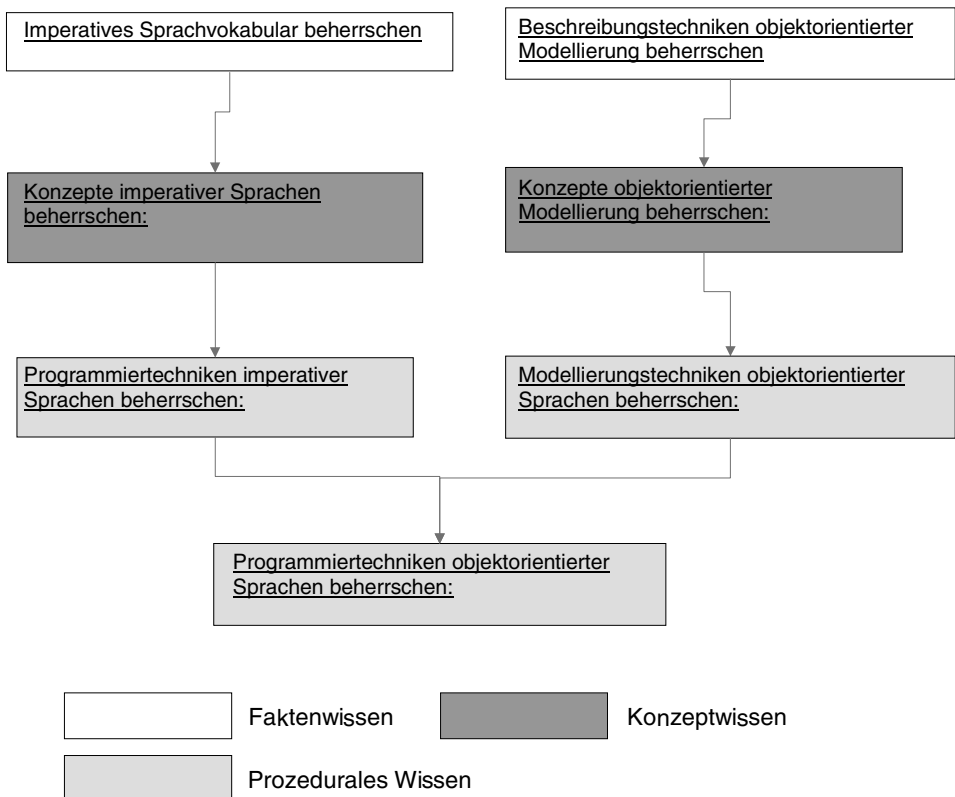 Imperatives Sprachvokabular beherrschen
Beschreibungstechniken objektorientierter
Modellierung beherrschen
Konzepte imperativer Sprachen
beherrschen:
Konzepte objektorientierter
Modellierung beherrschen:
Programmiertechniken imperativer
Sprachen beherrschen:
Modellierungstechniken objektorientierter
Sprachen beherrschen:
Programmiertechniken objektorientierter
Sprachen beherrschen:
Faktenwissen
Konzeptwissen
Prozedurales Wissen